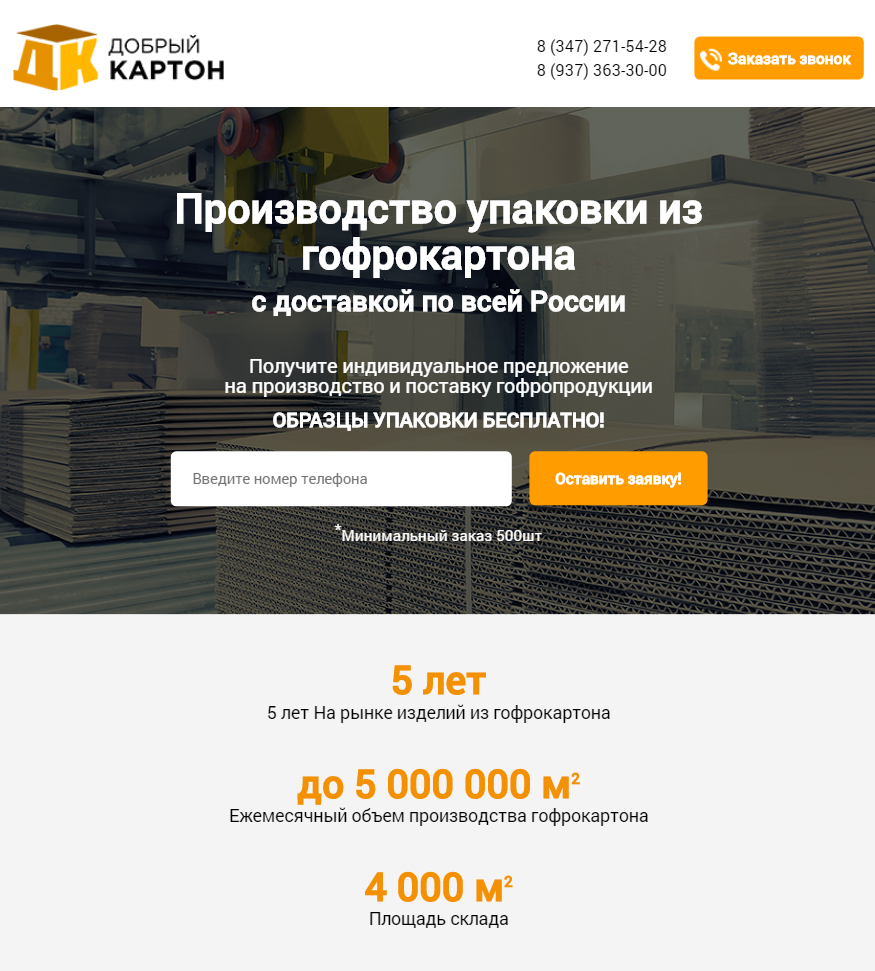 ДК
ДОБРЫЙ
КАРТОН
8 (347) 271-54-28
8 (937) 363-30-00
Заказать звонок
Производство упаковки из
гофрокартона
с доставкой по всей России
Получите индивидуальное предложение
на производство и поставку гофропродукции
ОБРАЗЦЫ УПАКОВКИ БЕСПЛАТНО!
Введите номер телефона
Оставить заявку!
*Минимальный заказ 500шт
5 лет
5 лет На рынке изделий из гофрокартона
до 5 000 000 м²
Ежемесячный объем производства гофрокартона
4 000 м²
Площадь склада